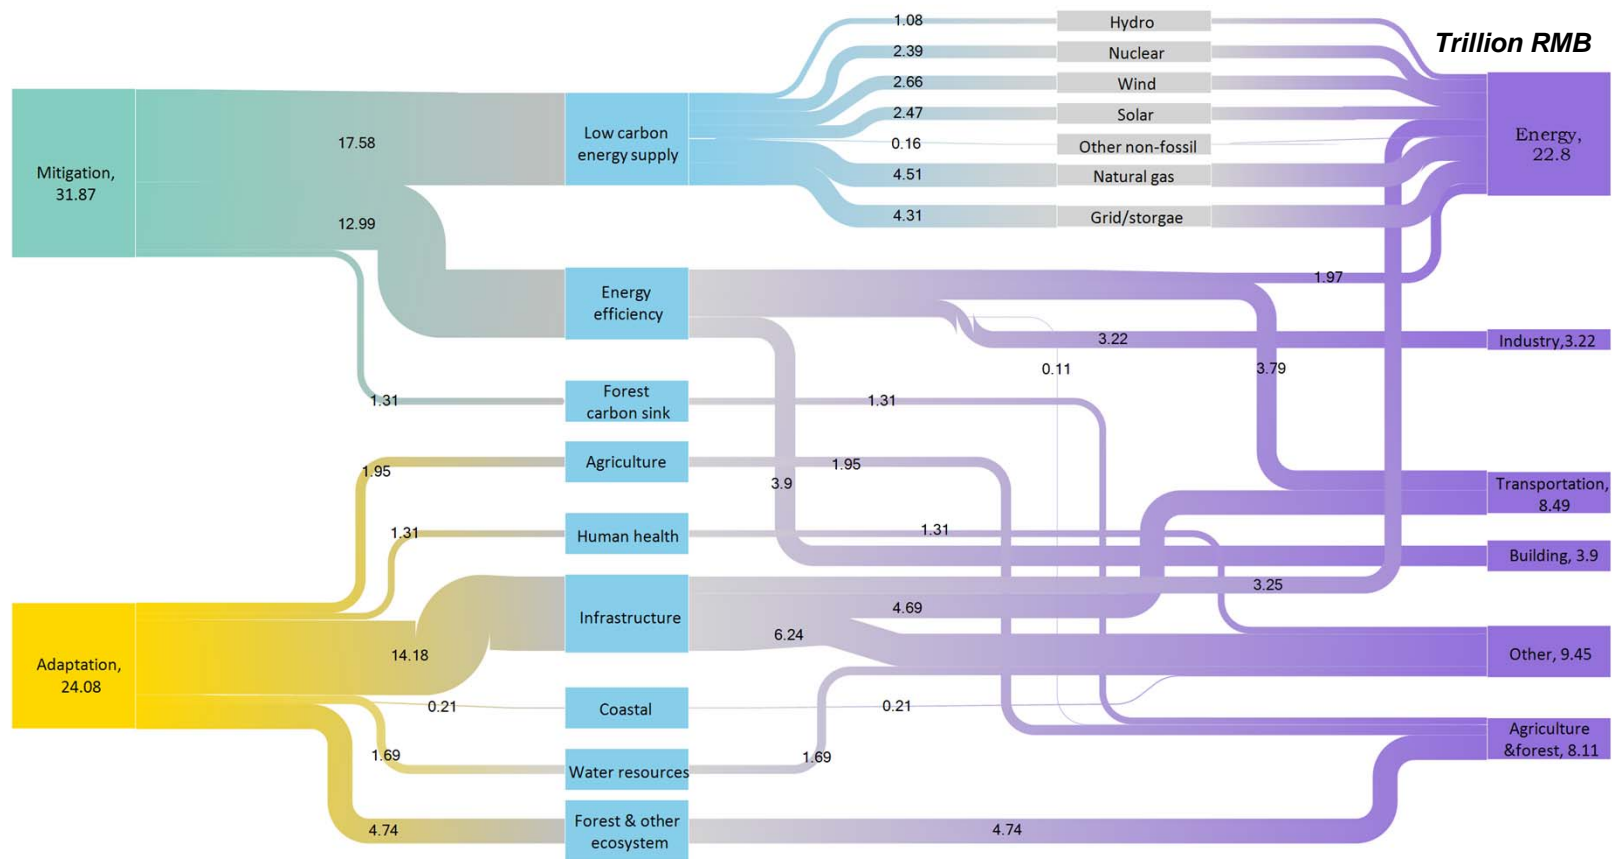 Trillion RMB
Mitigation,
31.87
Adaptation,
24.08
17.58
12.99
1.31
1.95
1.31
14.18
0.21
1.69
4.74
Low carbon
energy supply
Energy
efficiency
Forest
carbon sink
Agriculture
Human health
Infrastructure
Coastal
Water resources
Forest & other
ecosystem
1.08
2.39
2.66
2.47
0.16
4.51
4.31
Hydro
Nuclear
Wind
Solar
Other non-fossil
Natural gas
Grid/storgae
1.97
3.22
0.11
3.79
1.31
1.95
3.9
1.31
3.25
4.69
6.24
0.21
1.69
4.74
Energy,
22.8
Industry,3.22
Transportation,
8.49
Building, 3.9
Other, 9.45
Agriculture
&forest, 8.11